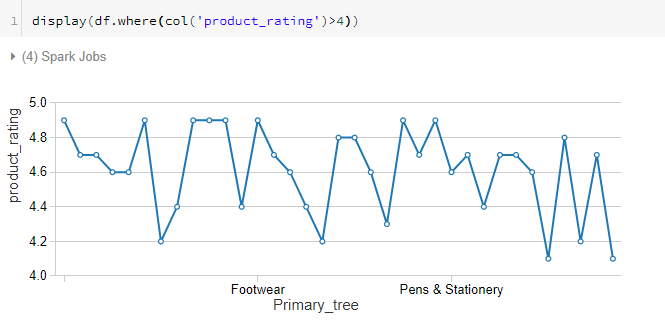 1 display(df.where(col('product_rating')>4))
(4) Spark Jobs
product_rating
5.0
4.8
4.6
4.4
4.2
4.0
Footwear Pens & Stationery
Primary_tree